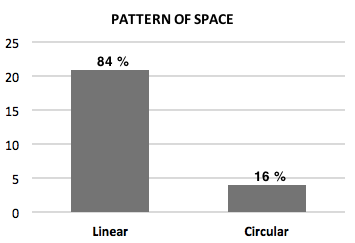 PATTERN OF SPACE
25
20
15
10
5
0
84 %
16 %
Linear
Circular